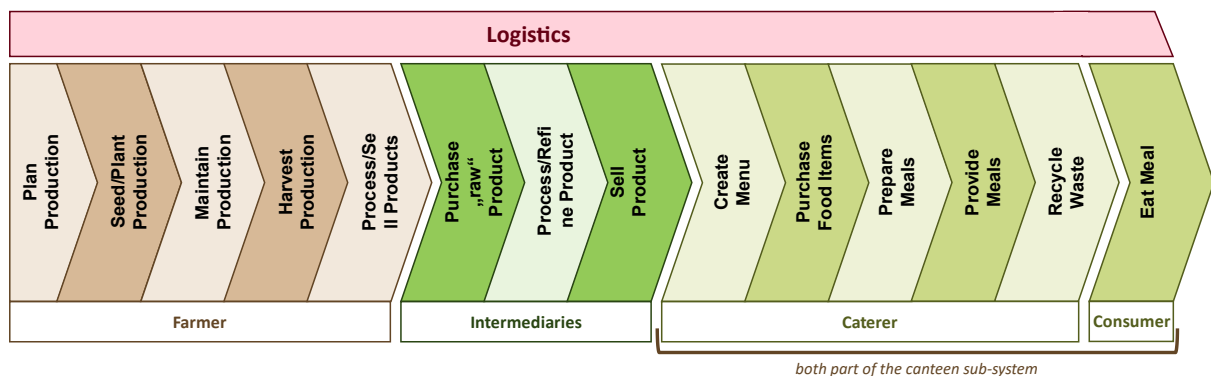 Logistics
Plan
Production
Seed/Plant
Production
Maintain
Production
Harvest
Production
Process/Se
ll Products
Purchase
„raw“
Product
Process/Refi
ne Product
Sell
Product
Create
Menu
Purchase
Food Items
Prepare
Meals
Provide
Meals
Recycle
Waste
Eat Meal
Farmer
Intermediaries
Caterer
Consumer
both part of the canteen sub-system